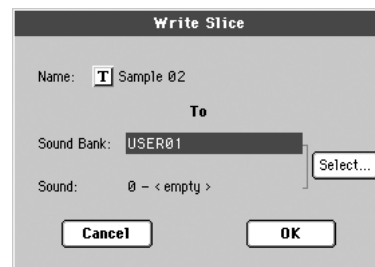 Write Slice
Name: T Sample 02
To
Sound Bank: USER01
Select...
Sound: 0 - < empty >
Cancel OK